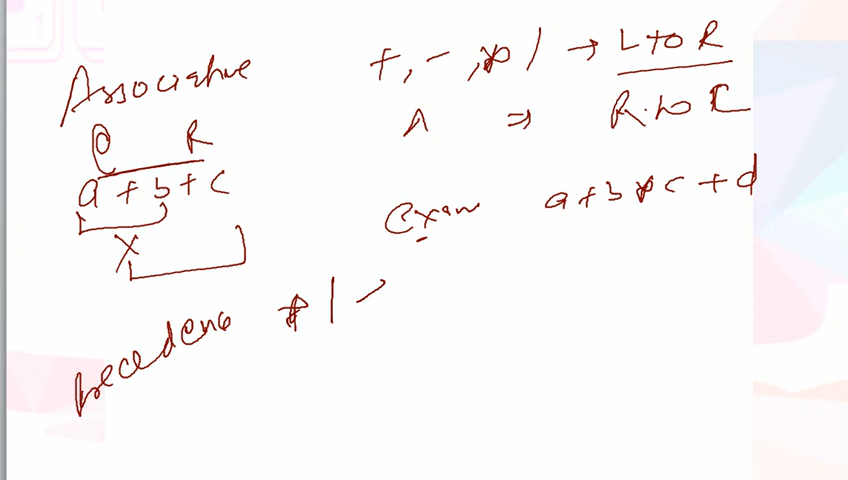 Associative
+, -, *, / → L to R
^ ⇒ R to L
R
a + b + c
X
Exam a + b * c + d
precedence * / -